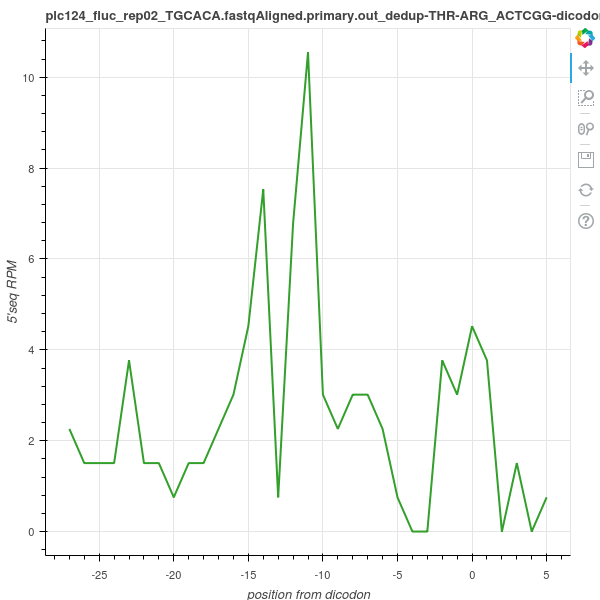 plc124_fluc_rep02_TGCACA.fastqAligned.primary.out_dedup-THR-ARG_ACTCGG-dicodon
10
8
6
4
2
0
5'seq RPM
-25 -20 -15 -10 -5 0 5
position from dicodon
?